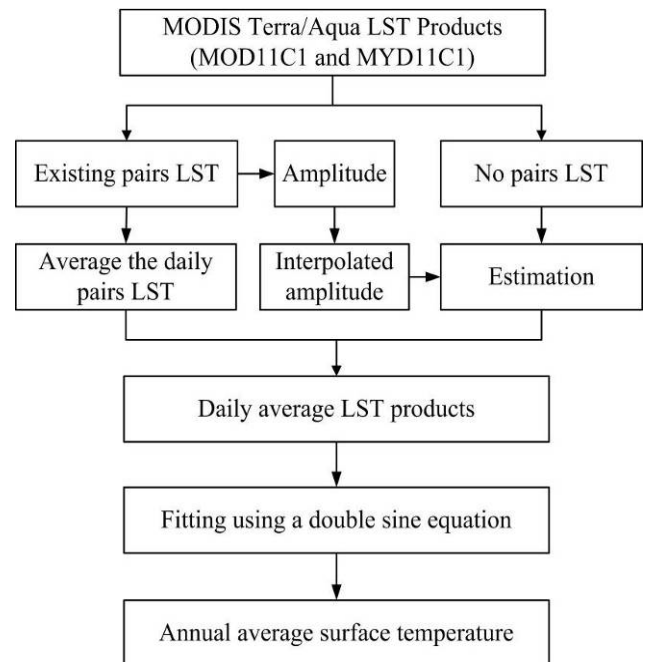 MODIS Terra/Aqua LST Products
(MOD11C1 and MYD11C1)
Existing pairs LST
Amplitude
No pairs LST
Average the daily
pairs LST
Interpolated
amplitude
Estimation
Daily average LST products
Fitting using a double sine equation
Annual average surface temperature